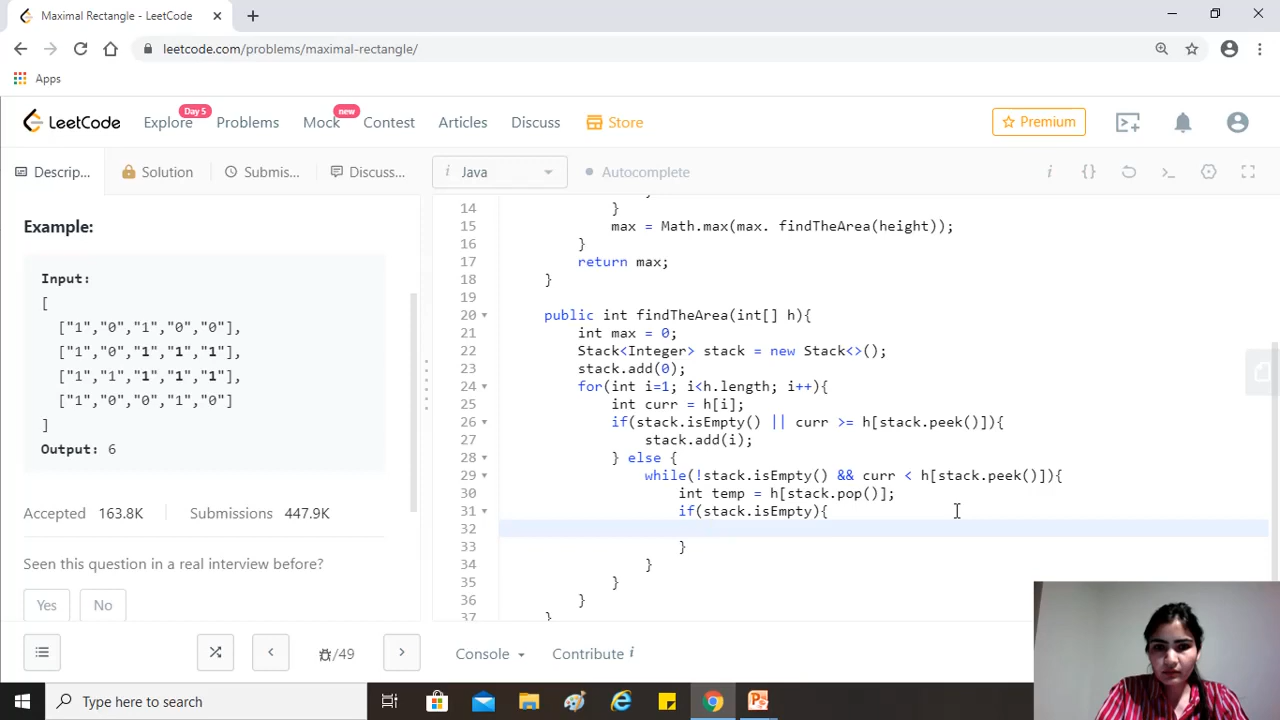 Maximal Rectangle - LeetCode
leetcode.com/problems/maximal-rectangle/
Apps
LeetCode
Explore
Day 5
Problems
Mock
new
Contest
Articles
Discuss
Store
Premium
Descrip...
Solution
Submis...
Discuss...
i Java
Autocomplete
i
{}
>_
Example:
Input:
[
["1","0","1","0","0"],
["1","0","1","1","1"],
["1","1","1","1","1"],
["1","0","0","1","0"]
]
Output: 6
Accepted 163.8K
Submissions 447.9K
Seen this question in a real interview before?
Yes
No
14 }
15 max = Math.max(max. findTheArea(height));
16 }
17 return max;
18 }
19
20 public int findTheArea(int[] h){
21 int max = 0;
22 Stack<Integer> stack = new Stack<>();
23 stack.add(0);
24 for(int i=1; i<h.length; i++){
25 int curr = h[i];
26 if(stack.isEmpty() || curr >= h[stack.peek()]){
27 stack.add(i);
28 } else {
29 while(!stack.isEmpty() && curr < h[stack.peek()]){
30 int temp = h[stack.pop()];
31 if(stack.isEmpty){
32
33 }
34 }
35 }
36 }
37 }
/49
Console
Contribute i
Type here to search